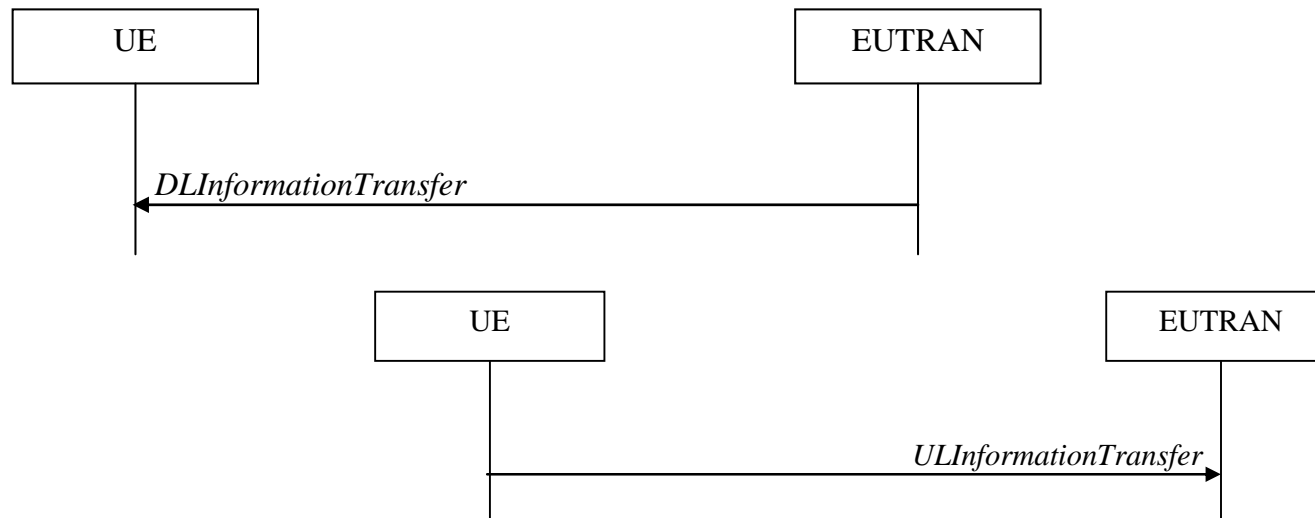 UE
EUTRAN
DLInformationTransfer
UE
EUTRAN
ULInformationTransfer